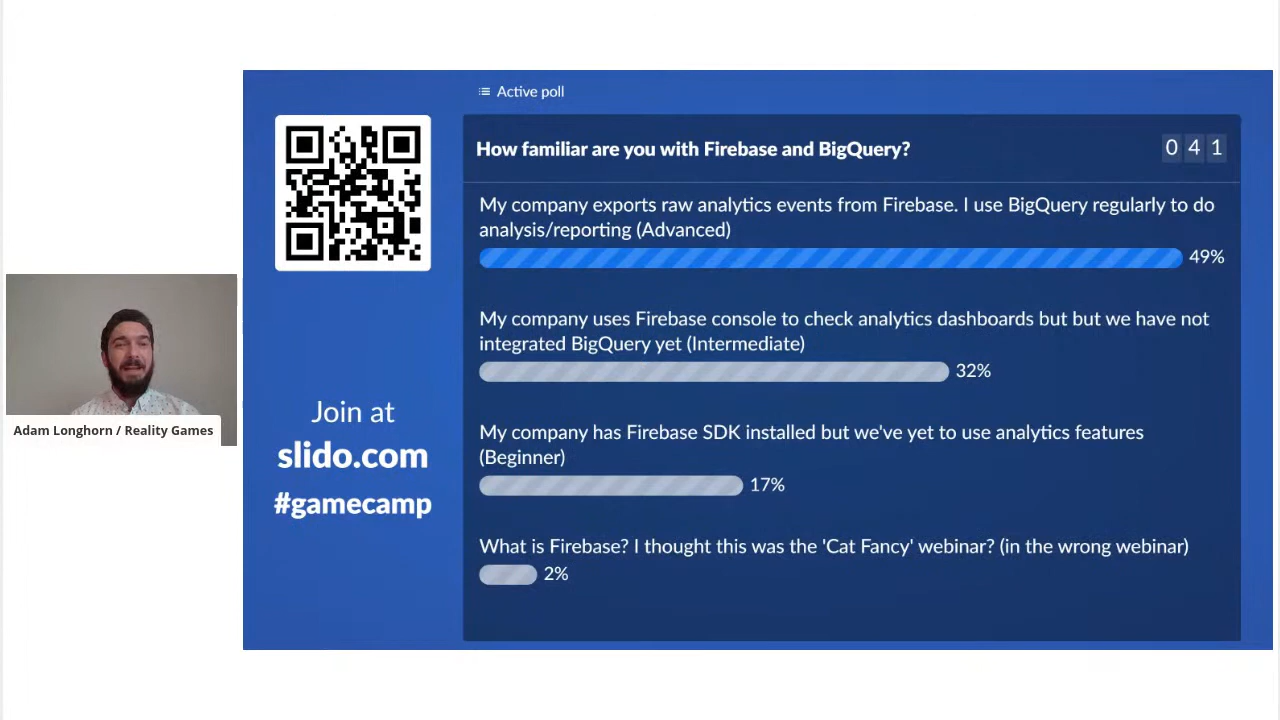 Active poll
How familiar are you with Firebase and BigQuery?
0 4 1
My company exports raw analytics events from Firebase. I use BigQuery regularly to do
analysis/reporting (Advanced)
49%
My company uses Firebase console to check analytics dashboards but but we have not
integrated BigQuery yet (Intermediate)
32%
My company has Firebase SDK installed but we've yet to use analytics features
(Beginner)
17%
What is Firebase? I thought this was the 'Cat Fancy' webinar? (in the wrong webinar)
2%
Join at
slido.com
#gamecamp
Adam Longhorn / Reality Games